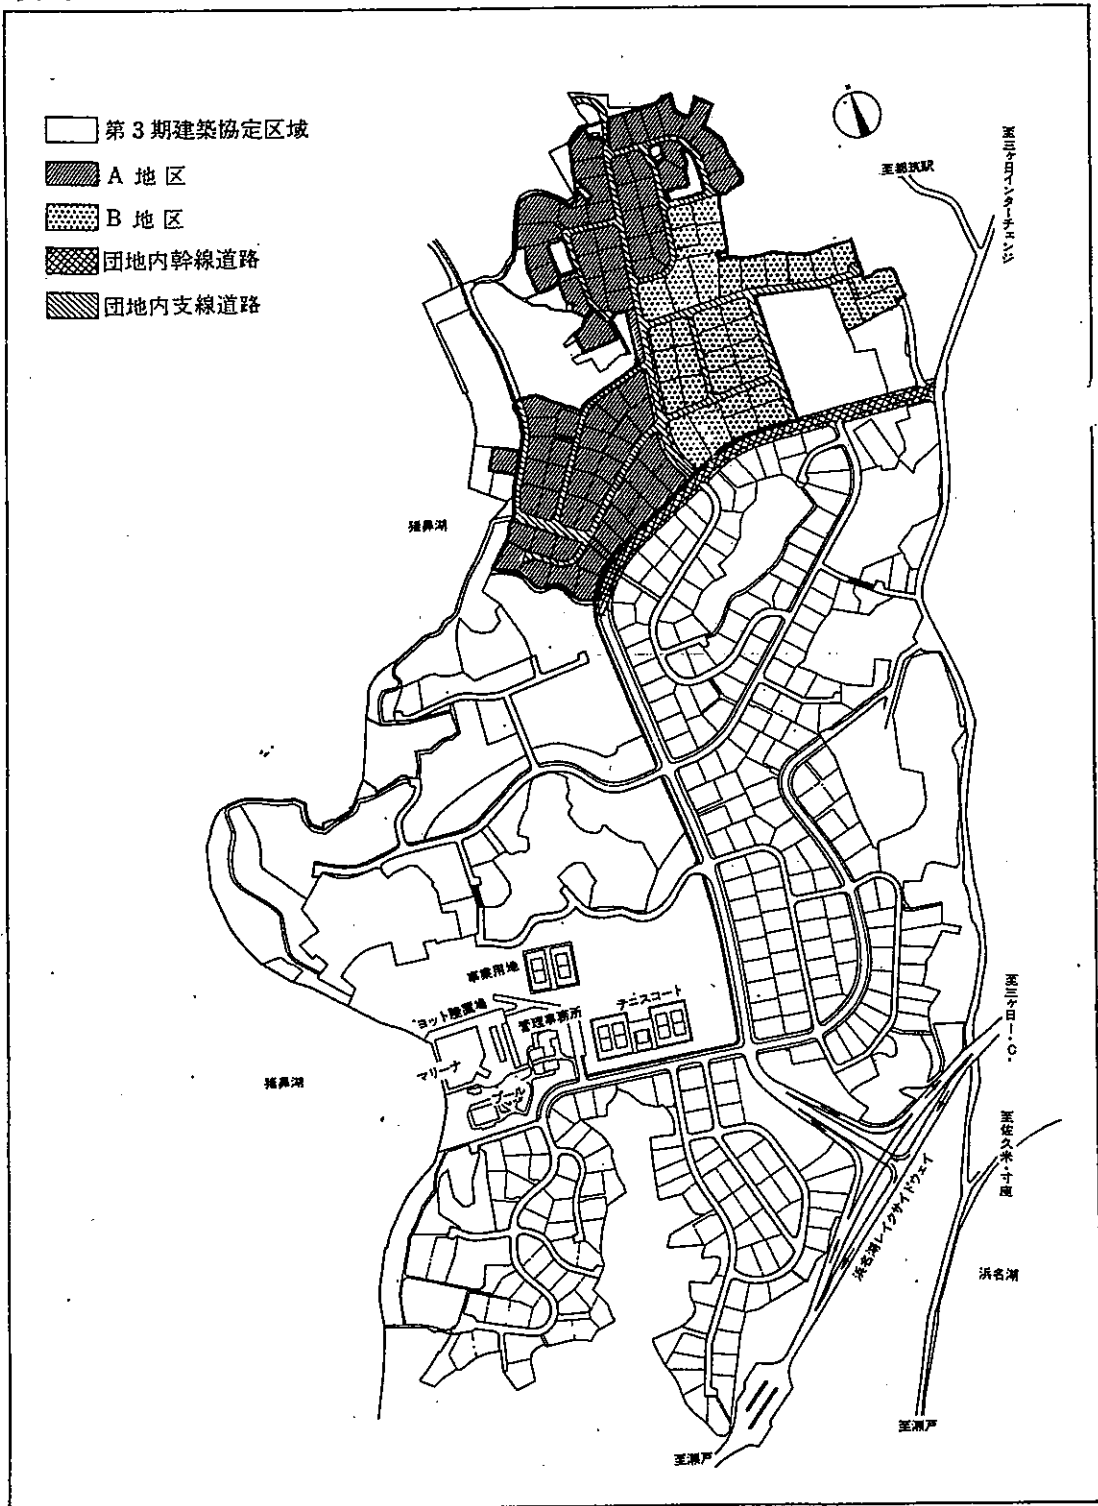 第3期建築協定区域
A地区
B地区
団地内幹線道路
団地内支線道路
至三ケ日インターチェンジ
至都筑駅
猪鼻湖
事業用地
ヨット陸置場
管理事務所
テニスコート
マリーナ
プール
猪鼻湖
至三ケ日I・C・
至佐久米・寸座
浜名湖レイクサイドウェイ
浜名湖
至瀬戸
至瀬戸